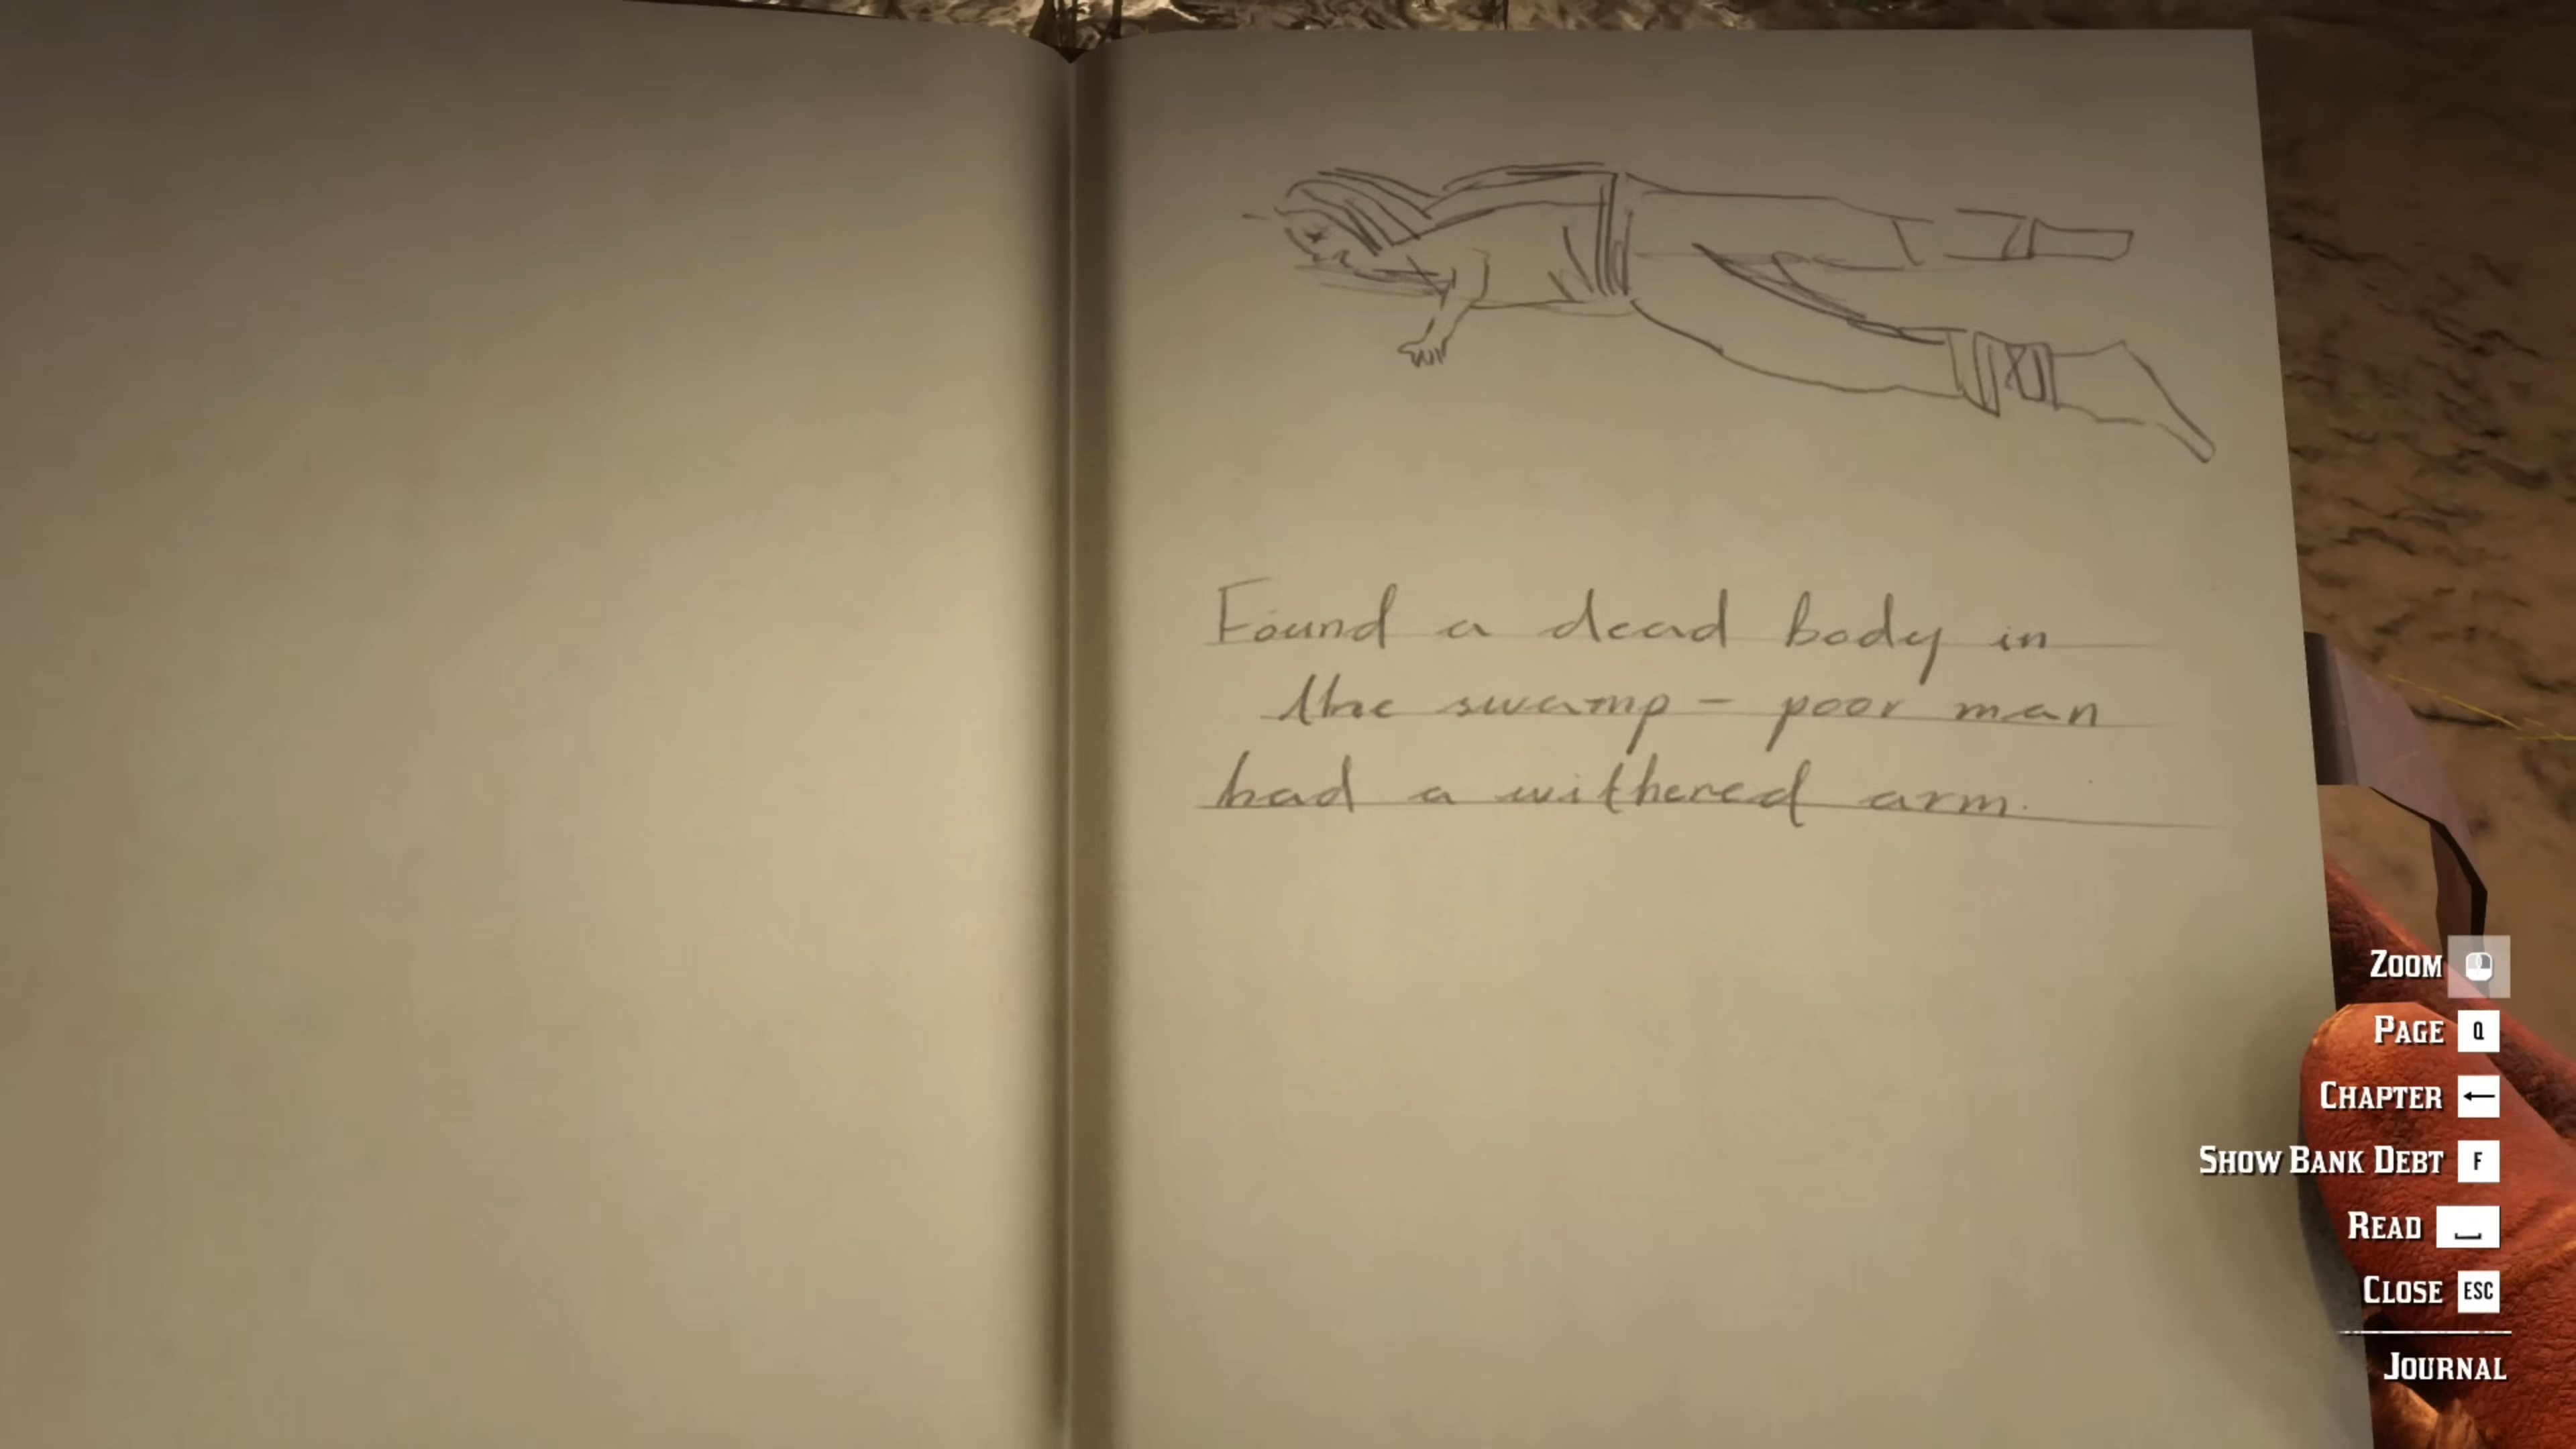 Found a dead body in
the swamp – poor man
had a withered arm.
ZOOM
PAGE Q
CHAPTER ←
SHOW BANK DEBT F
READ
CLOSE ESC
JOURNAL